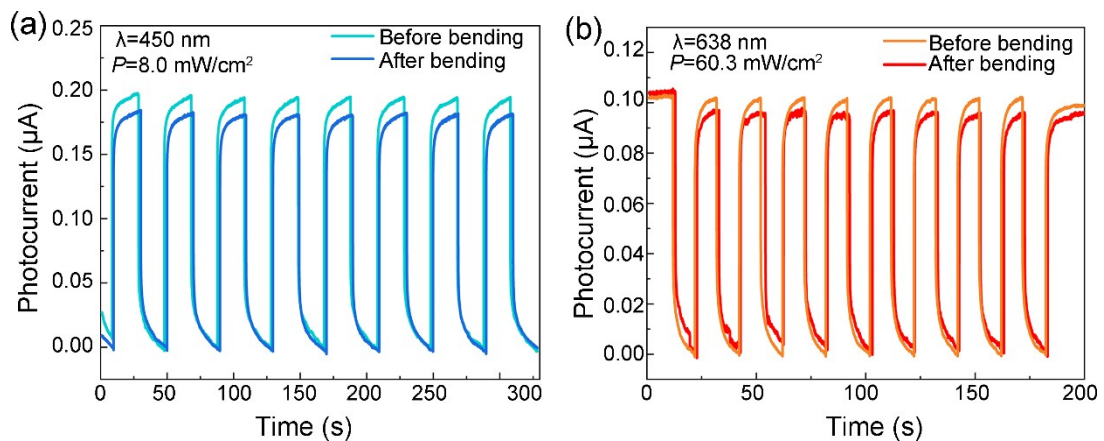 (a)
λ=450 nm
P=8.0 mW/cm²
Before bending
After bending
Photocurrent (µA)
0.25
0.20
0.15
0.10
0.05
0.00
0 50 100 150 200 250 300
Time (s)
(b)
λ=638 nm
P=60.3 mW/cm²
Before bending
After bending
Photocurrent (µA)
0.12
0.10
0.08
0.06
0.04
0.02
0.00
0 50 100 150 200
Time (s)